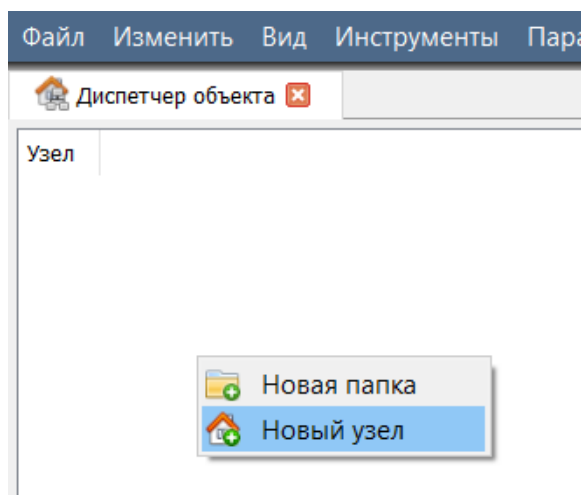 Файл Изменить Вид Инструменты
Диспетчер объекта
Узел
Новая папка
Новый узел